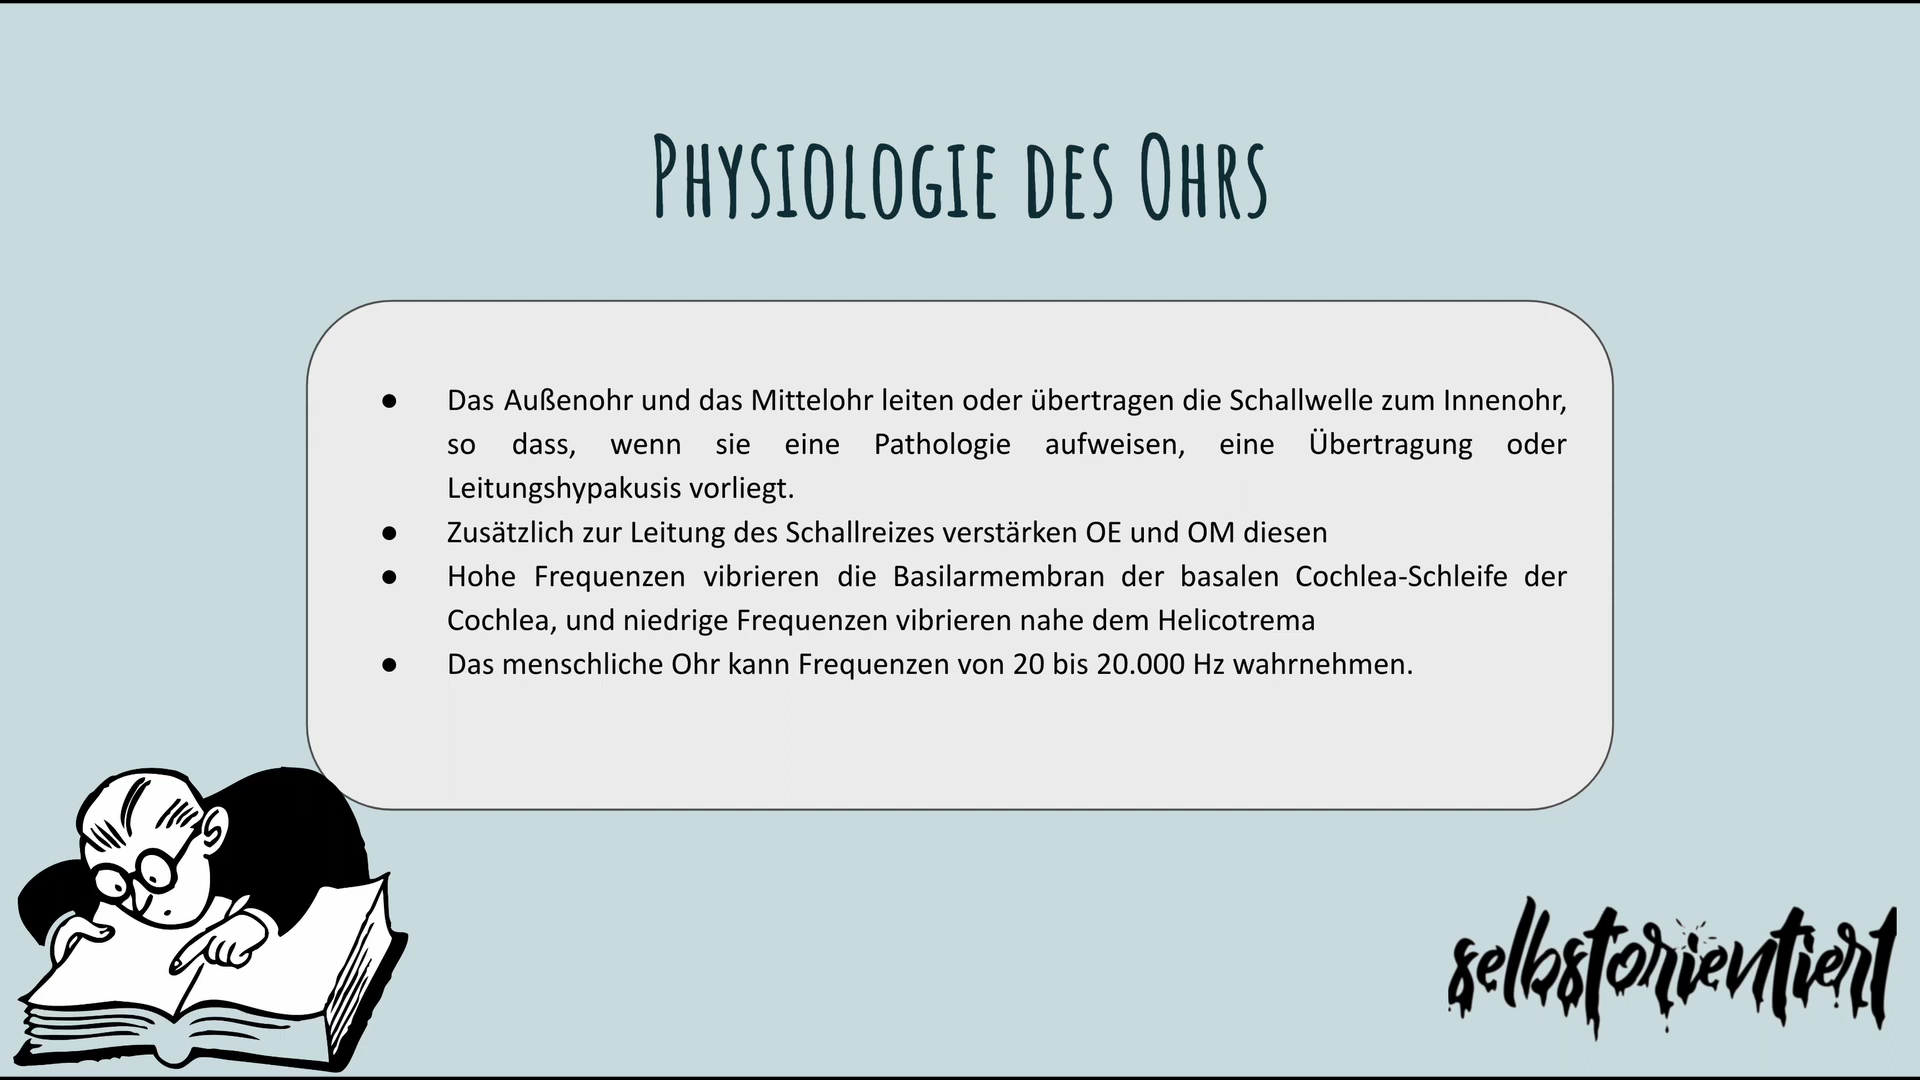 Physiologie des Ohrs
● Das Außenohr und das Mittelohr leiten oder übertragen die Schallwelle zum Innenohr,
so dass, wenn sie eine Pathologie aufweisen, eine Übertragung oder
Leitungshypakusis vorliegt.
● Zusätzlich zur Leitung des Schallreizes verstärken OE und OM diesen
● Hohe Frequenzen vibrieren die Basilarmembran der basalen Cochlea-Schleife der
Cochlea, und niedrige Frequenzen vibrieren nahe dem Helicotrema
● Das menschliche Ohr kann Frequenzen von 20 bis 20.000 Hz wahrnehmen.
selbstorientiert